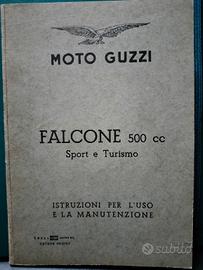 MOTO GUZZI
FALCONE 500 cc
Sport e Turismo
ISTRUZIONI PER L'USO
E LA MANUTENZIONE
subito